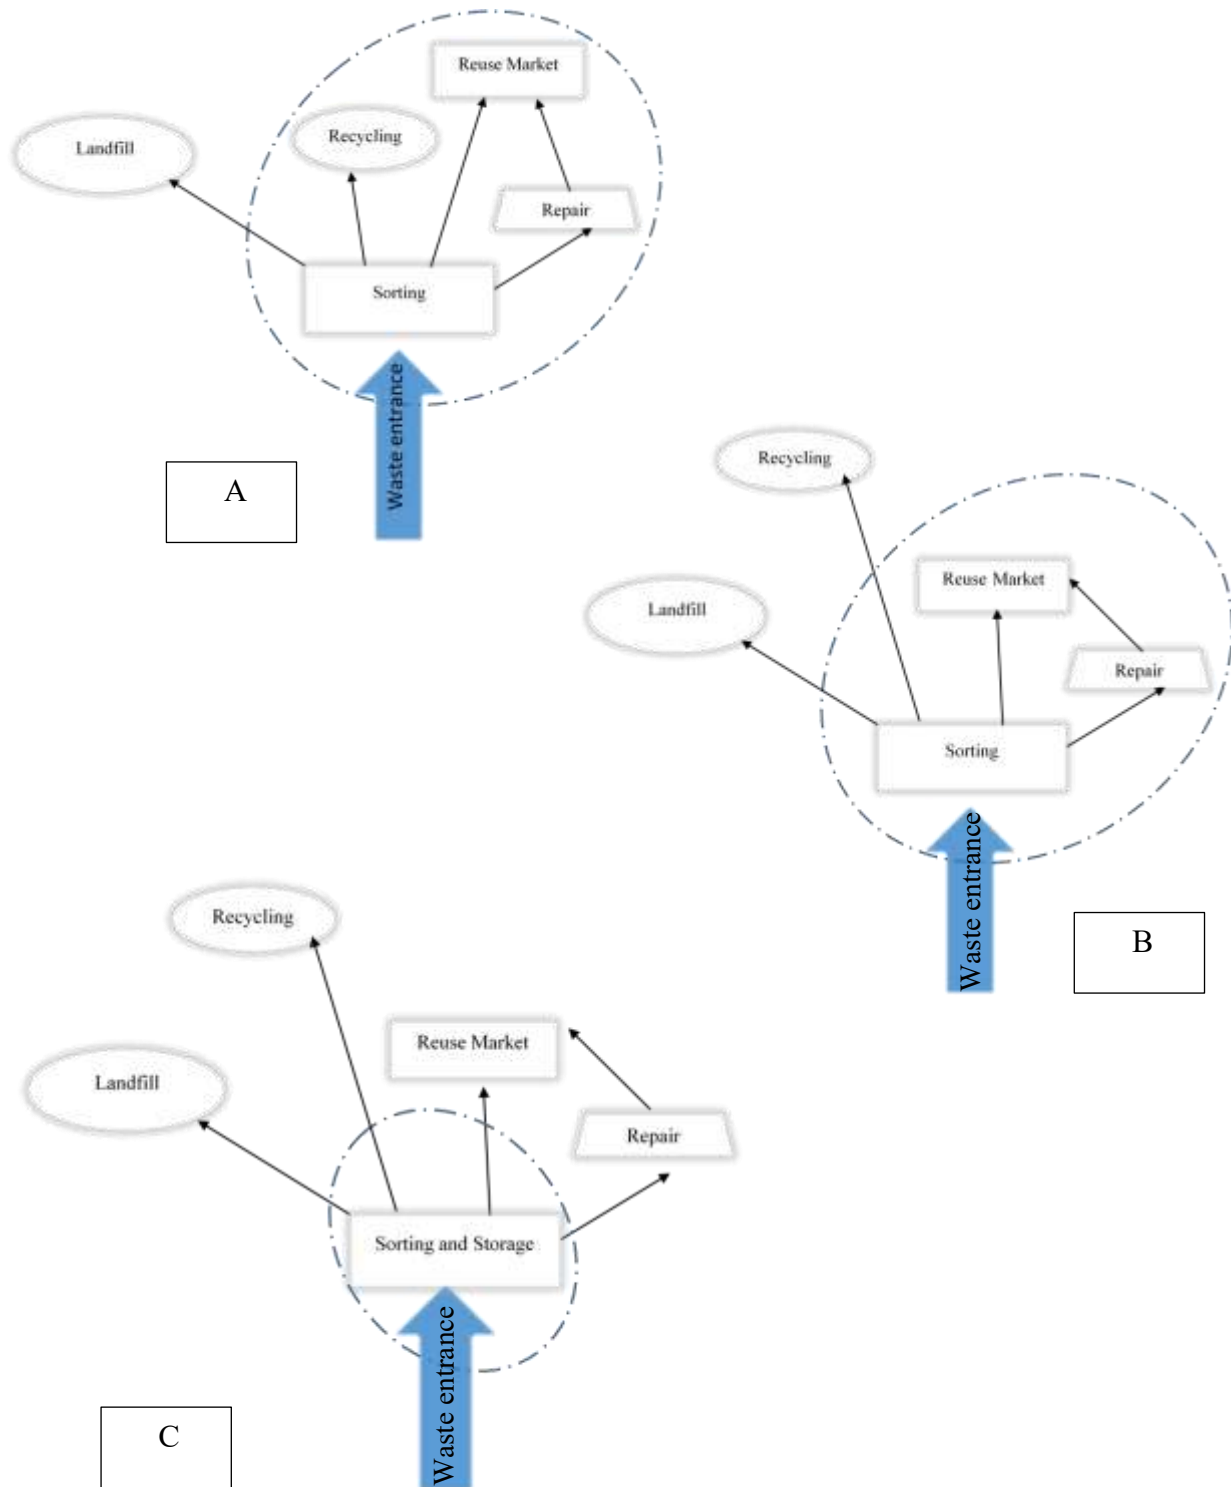 Reuse Market
Recycling
Landfill
Repair
Sorting
Waste entrance
A
Recycling
Reuse Market
Landfill
Repair
Sorting
Waste entrance
B
Recycling
Reuse Market
Landfill
Repair
Sorting and Storage
Waste entrance
C